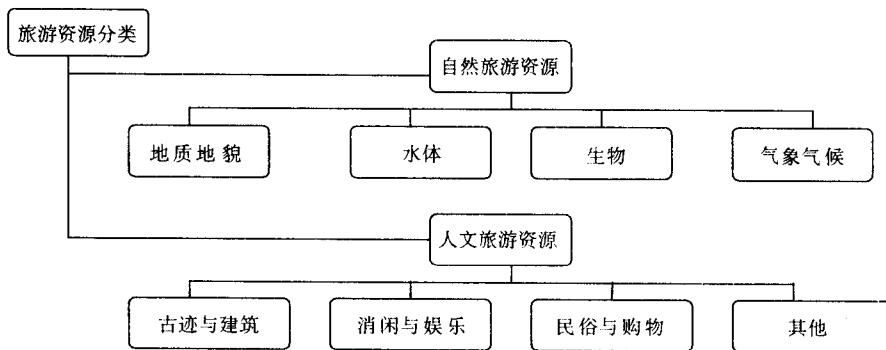 旅游资源分类
自然旅游资源
地质地貌
水体
生物
气象气候
人文旅游资源
古迹与建筑
消闲与娱乐
民俗与购物
其他